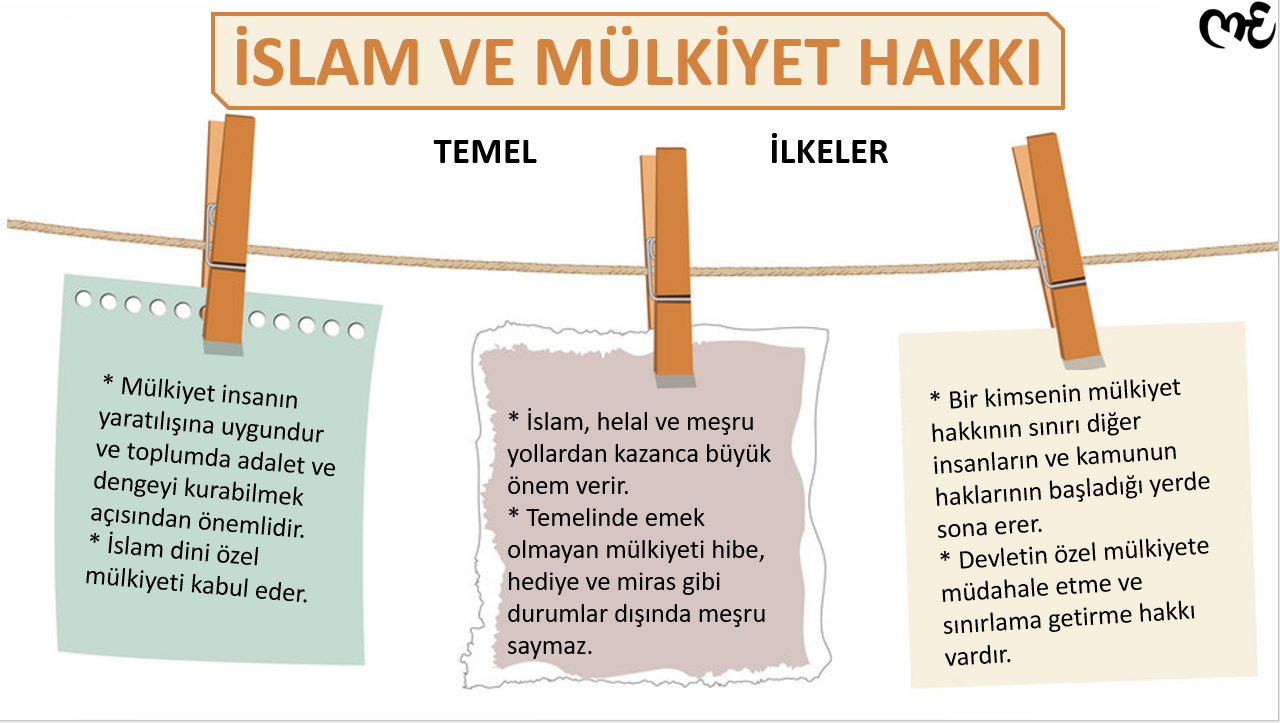 İSLAM VE MÜLKİYET HAKKI
TEMEL İLKELER
* Mülkiyet insanın
yaratılışına uygundur
ve toplumda adalet ve
dengeyi kurabilmek
açısından önemlidir.
* İslam dini özel
mülkiyeti kabul eder.
* İslam, helal ve meşru
yollardan kazanca büyük
önem verir.
* Temelinde emek
olmayan mülkiyeti hibe,
hediye ve miras gibi
durumlar dışında meşru
saymaz.
* Bir kimsenin mülkiyet
hakkının sınırı diğer
insanların ve kamunun
haklarının başladığı yerde
sona erer.
* Devletin özel mülkiyete
müdahale etme ve
sınırlama getirme hakkı
vardır.